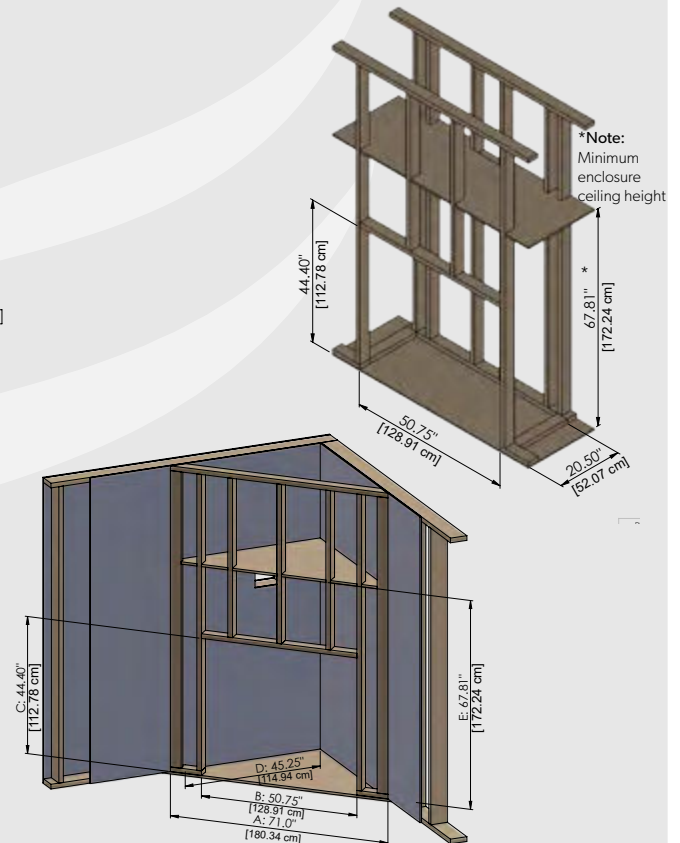 *Note:
Minimum
enclosure
ceiling height
44.40"
[112.78 cm]
67.81" *
[172.24 cm]
]
50.75"
[128.91 cm]
20.50"
[52.07 cm]
C: 44.40"
[112.78 cm]
E: 67.81"
[172.24 cm]
D: 45.25"
[114.94 cm]
B: 50.75"
[128.91 cm]
A: 71.0"
[180.34 cm]